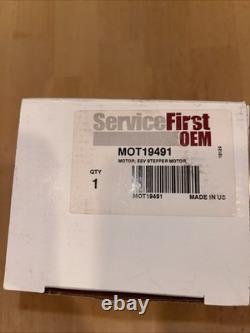 ServiceFirst
OEM
MOT19491
MOTOR; EEV STEPPER MOTOR,
QTY
1
MOT19491
MADE IN US